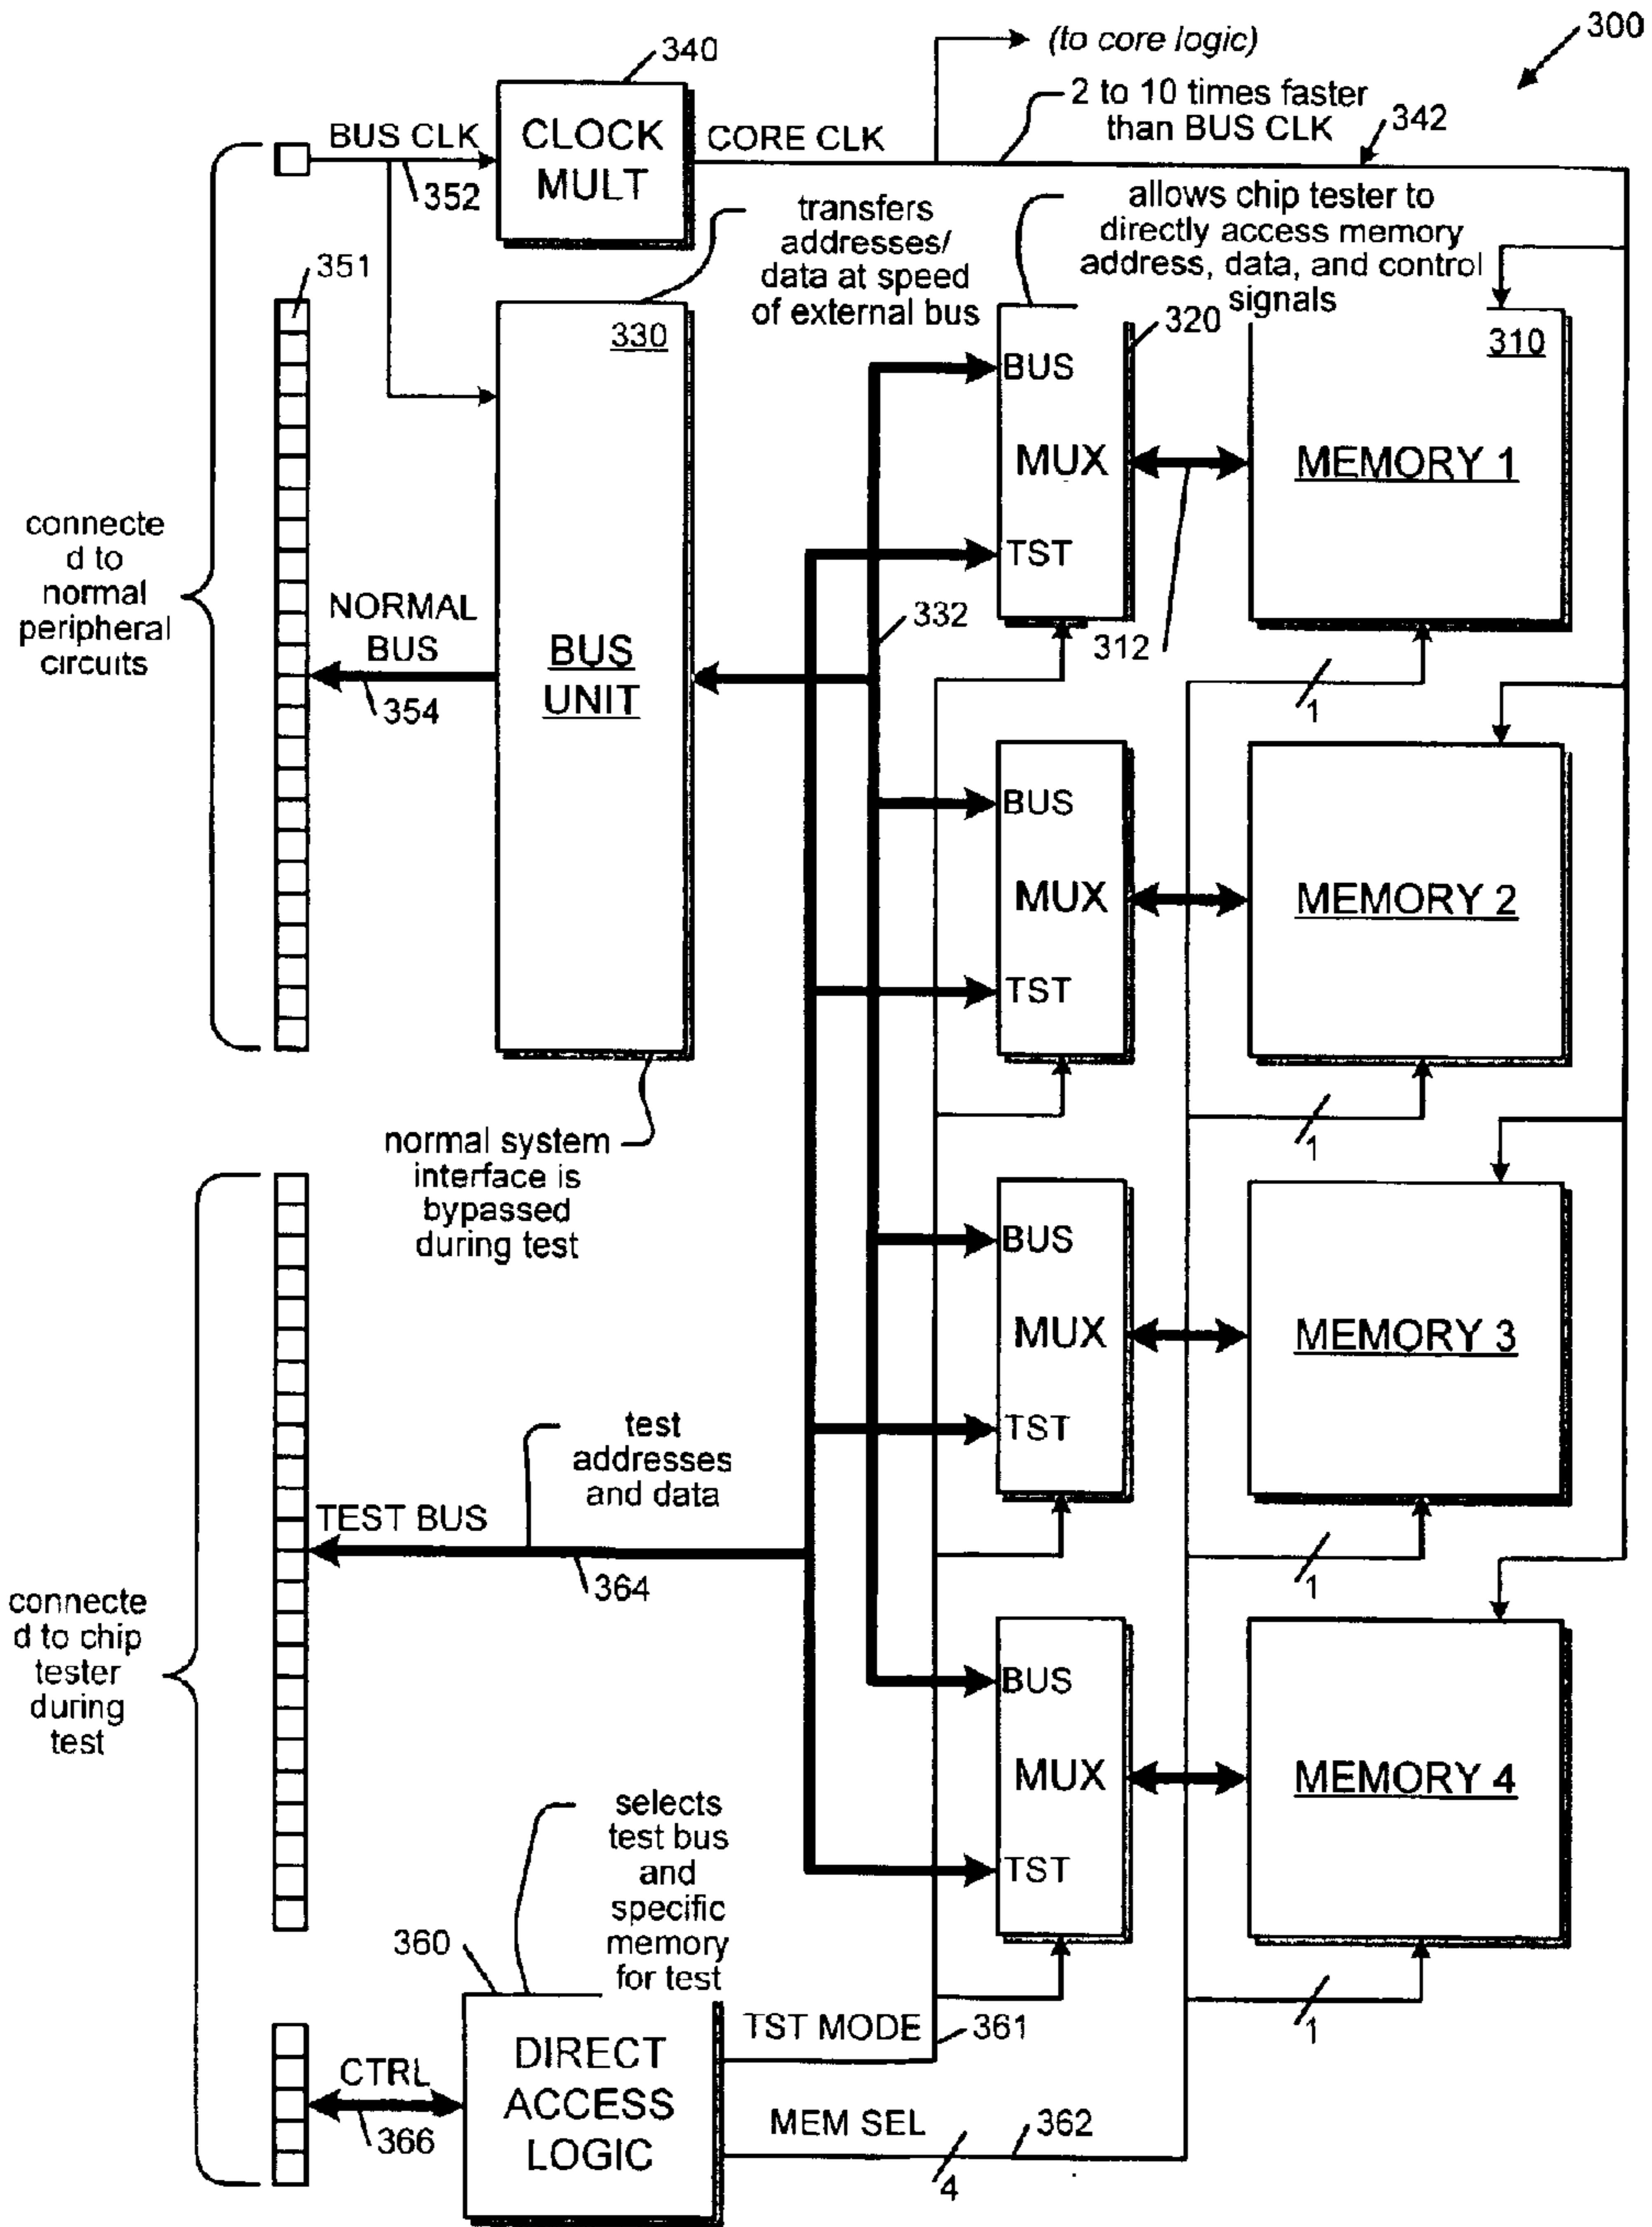 300
(to core logic)
340
2 to 10 times faster
than BUS CLK
342
BUS CLK
CLOCK
MULT
CORE CLK
352
transfers
addresses/
data at speed
of external bus
allows chip tester to
directly access memory
address, data, and control
signals
351
330
320
310
BUS
MUX
TST
MEMORY 1
connecte
d to
normal
peripheral
circuits
NORMAL
BUS
354
BUS
UNIT
332
312
1
BUS
MUX
TST
MEMORY 2
1
normal system
interface is
bypassed
during test
BUS
MUX
TST
MEMORY 3
1
test
addresses
and data
TEST BUS
364
connecte
d to chip
tester
during
test
BUS
MUX
TST
MEMORY 4
1
selects
test bus
and
specific
memory
for test
360
DIRECT
ACCESS
LOGIC
TST MODE
361
CTRL
366
MEM SEL
362
4